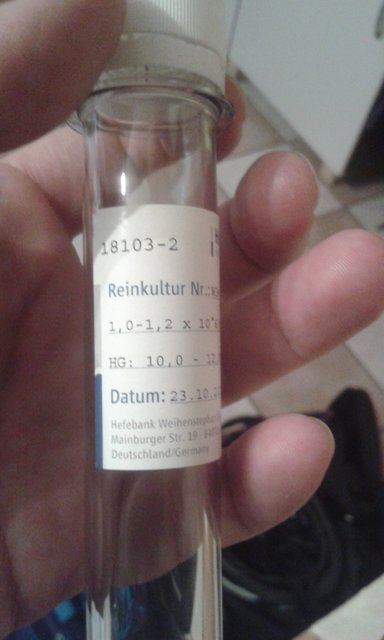 18103-2
Reinkultur Nr.:
1,0-1,2 x 10
HG: 10,0 -
Datum: 23.10.
Hefebank Weihenstephan
Mainburger Str. 19
Deutschland/Germany